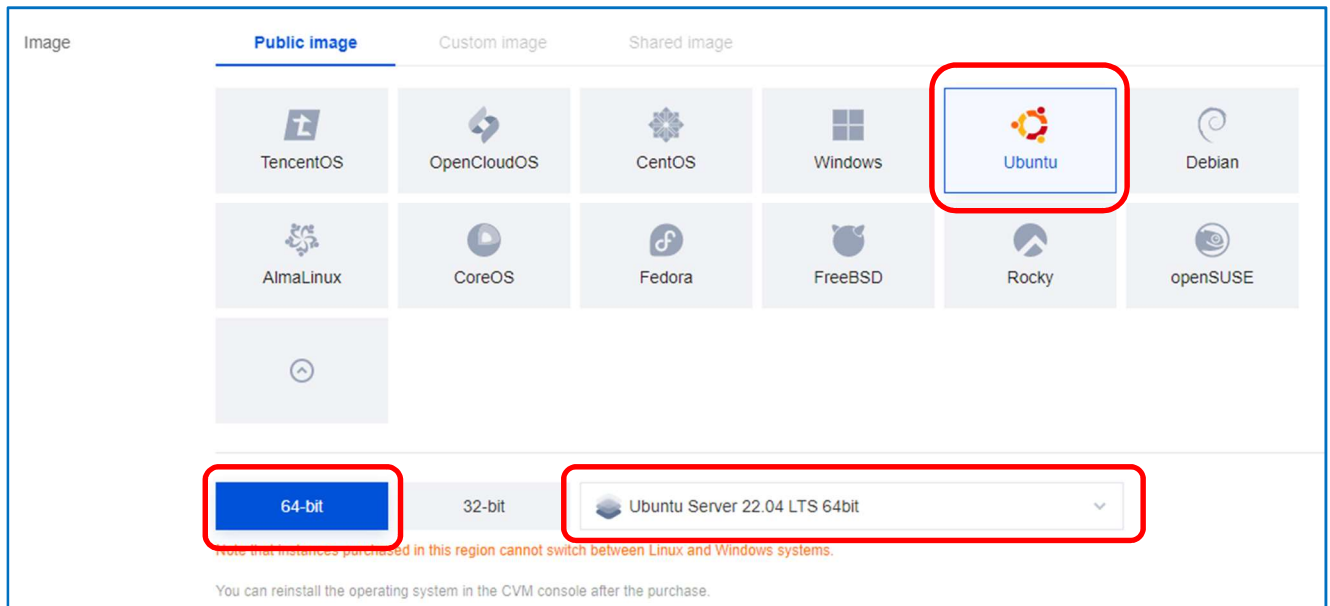 Image
Public image Custom image Shared image
TencentOS OpenCloudOS CentOS Windows Ubuntu Debian
AlmaLinux CoreOS Fedora FreeBSD Rocky openSUSE
64-bit 32-bit Ubuntu Server 22.04 LTS 64bit
Note that instances purchased in this region cannot switch between Linux and Windows systems.
You can reinstall the operating system in the CVM console after the purchase.